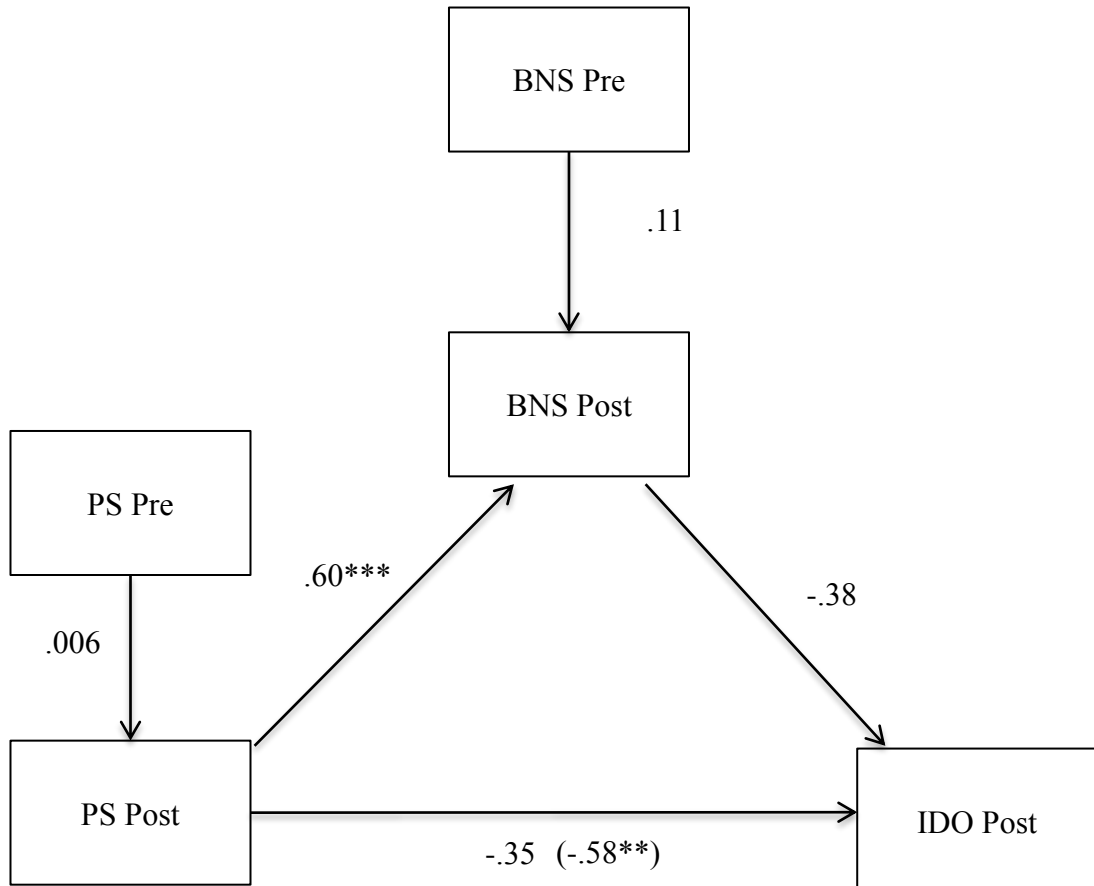 BNS Pre
.11
BNS Post
PS Pre
.60***
-.38
.006
PS Post
IDO Post
-.35 (-.58**)